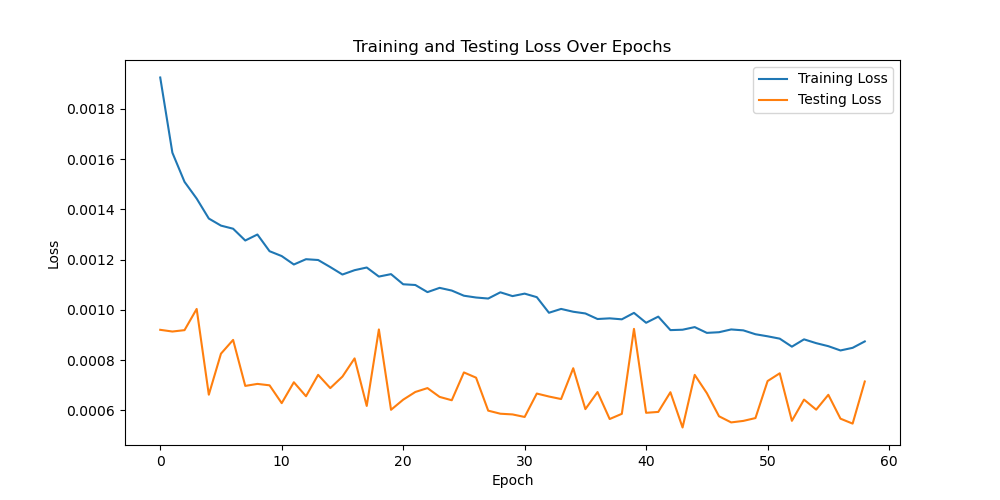 Training and Testing Loss Over Epochs
Training Loss
Testing Loss
0.0018
0.0016
0.0014
0.0012
0.0010
0.0008
0.0006
Loss
0
10
20
30
40
50
60
Epoch